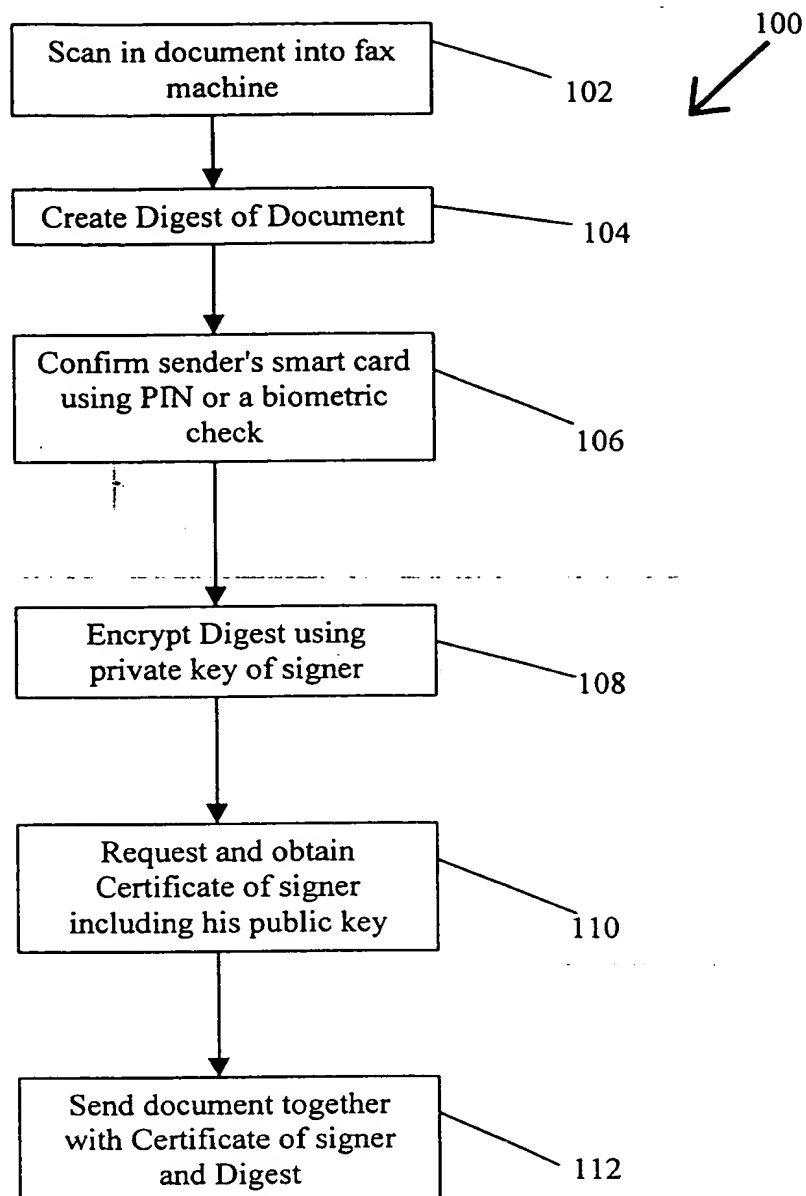 100
Scan in document into fax
machine
102
Create Digest of Document
104
Confirm sender's smart card
using PIN or a biometric
check
106
Encrypt Digest using
private key of signer
108
Request and obtain
Certificate of signer
including his public key
110
Send document together
with Certificate of signer
and Digest
112